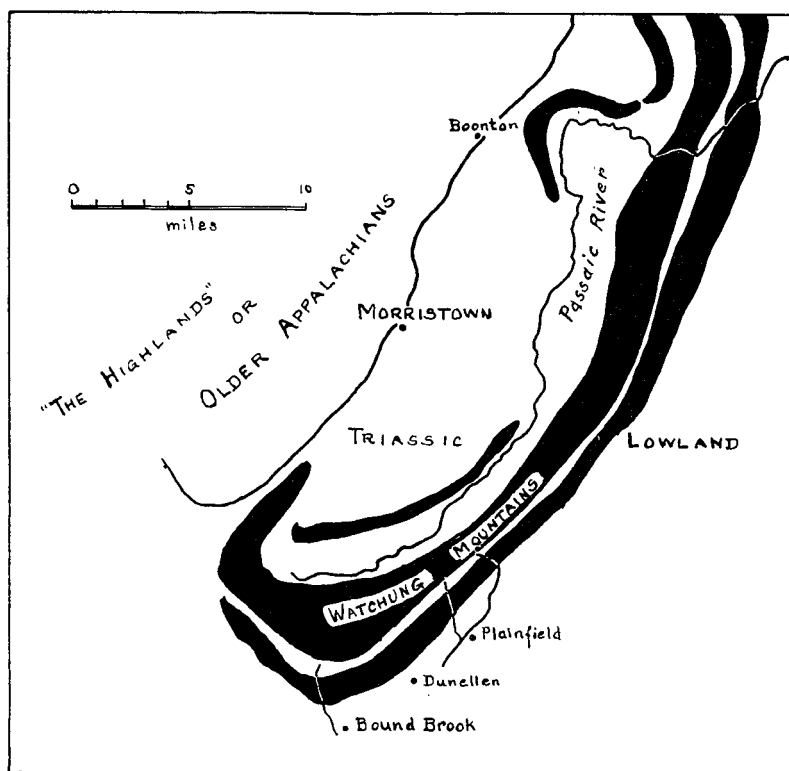 Boonton
0 5 10
miles
"THE HIGHLANDS"
OR
OLDER APPALACHIANS
Passaic River
MORRISTOWN
TRIASSIC
LOWLAND
WATCHUNG MOUNTAINS
Plainfield
Dunellen
Bound Brook